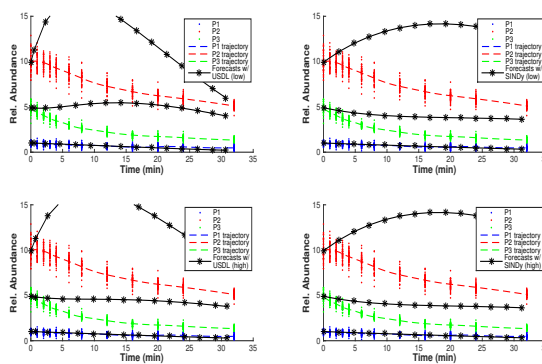 15
10
5
0
Rel. Abundance
0 5 10 15 20 25 30 35
Time (min)
P1
P2
P3
P1 trajectory
P2 trajectory
P3 trajectory
Forecasts w/
USDL (low)
15
10
5
0
Rel. Abundance
0 5 10 15 20 25 30 35
Time (min)
P1
P2
P3
P1 trajectory
P2 trajectory
P3 trajectory
Forecasts w/
SINDy (low)
15
10
5
0
Rel. Abundance
0 5 10 15 20 25 30 35
Time (min)
P1
P2
P3
P1 trajectory
P2 trajectory
P3 trajectory
Forecasts w/
USDL (high)
15
10
5
0
Rel. Abundance
0 5 10 15 20 25 30 35
Time (min)
P1
P2
P3
P1 trajectory
P2 trajectory
P3 trajectory
Forecasts w/
SINDy (high)